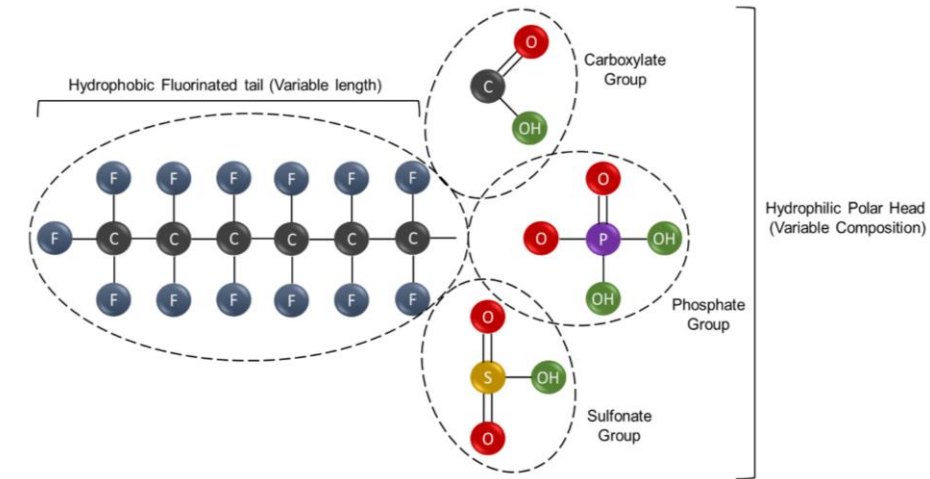 O
Carboxylate
Group
C
OH
Hydrophobic Fluorinated tail (Variable length)
F F F F F F
F C C C C C C
F F F F F F
O
O P OH
OH
Hydrophilic Polar Head
(Variable Composition)
Phosphate
Group
O
S OH
O
Sulfonate
Group